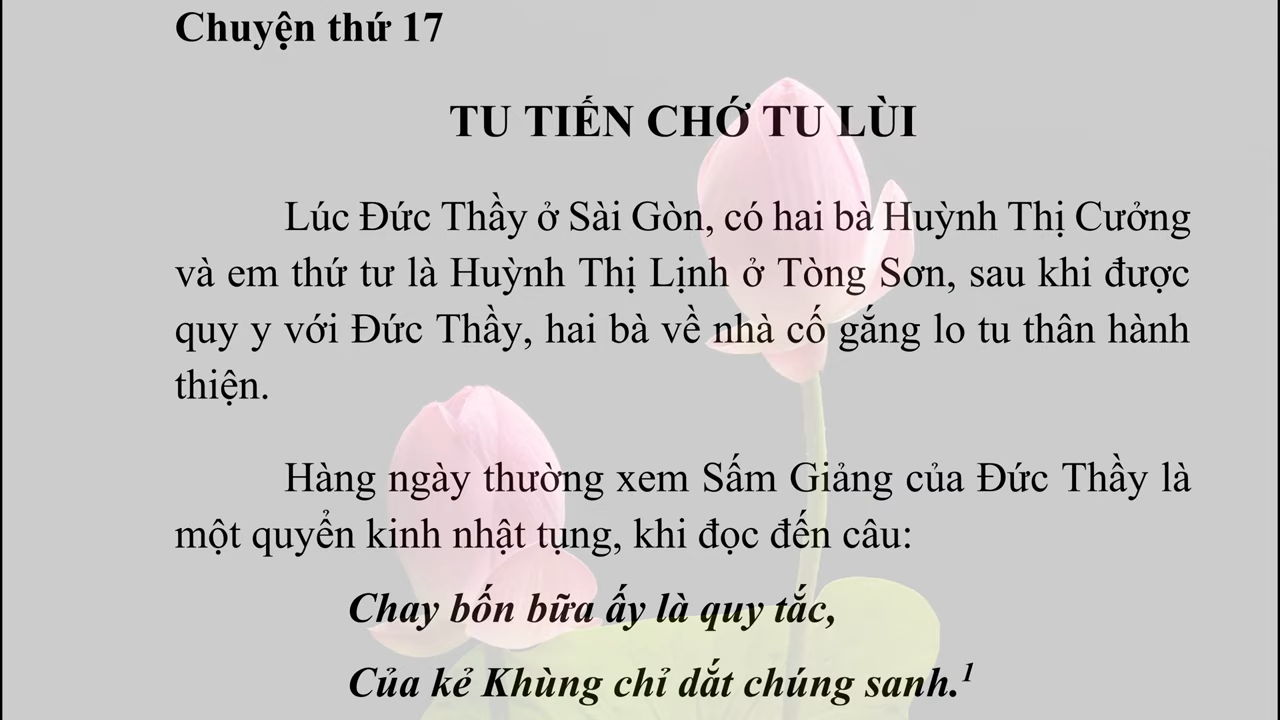 Chuyện thứ 17
TU TIẾN CHỚ TU LÙI
Lúc Đức Thầy ở Sài Gòn, có hai bà Huỳnh Thị Cưởng
và em thứ tư là Huỳnh Thị Lịnh ở Tòng Sơn, sau khi được
quy y với Đức Thầy, hai bà về nhà cố gắng lo tu thân hành
thiện.
Hàng ngày thường xem Sấm Giảng của Đức Thầy là
một quyển kinh nhật tụng, khi đọc đến câu:
Chay bốn bữa ấy là quy tắc,
Của kẻ Khùng chỉ dắt chúng sanh.¹